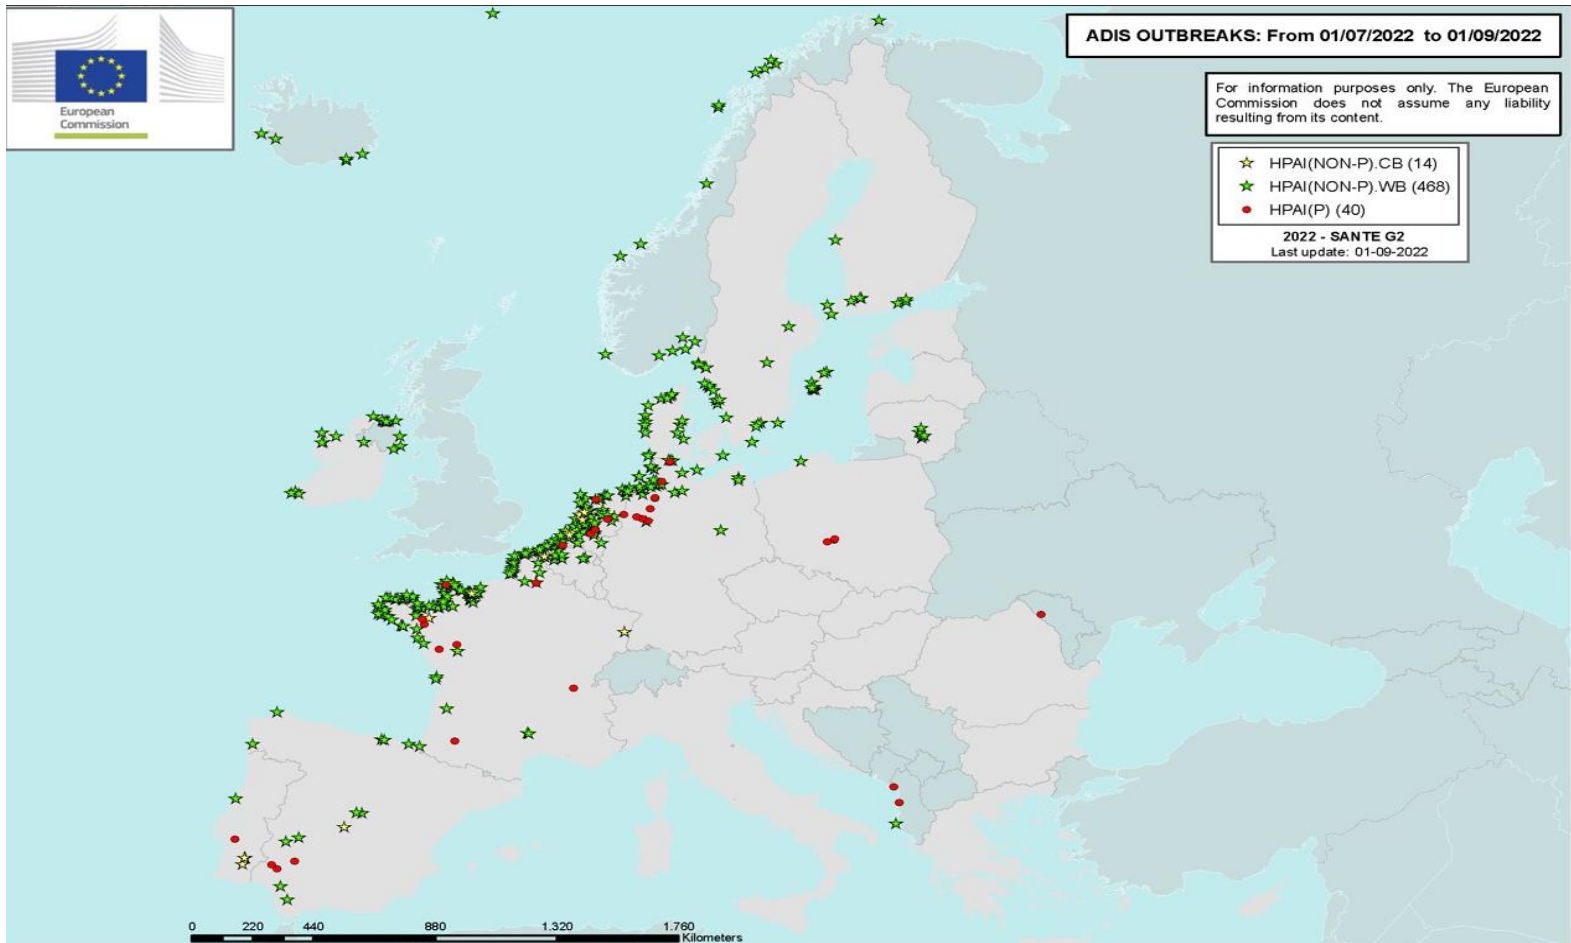 European
Commission
ADIS OUTBREAKS: From 01/07/2022 to 01/09/2022
For information purposes only. The European
Commission does not assume any liability
resulting from its content.
HPAI(NON-P).CB (14)
HPAI(NON-P).WB (468)
HPAI(P) (40)
2022 - SANTE G2
Last update: 01-09-2022
0 220 440 880 1.320 1.760
Kilometers